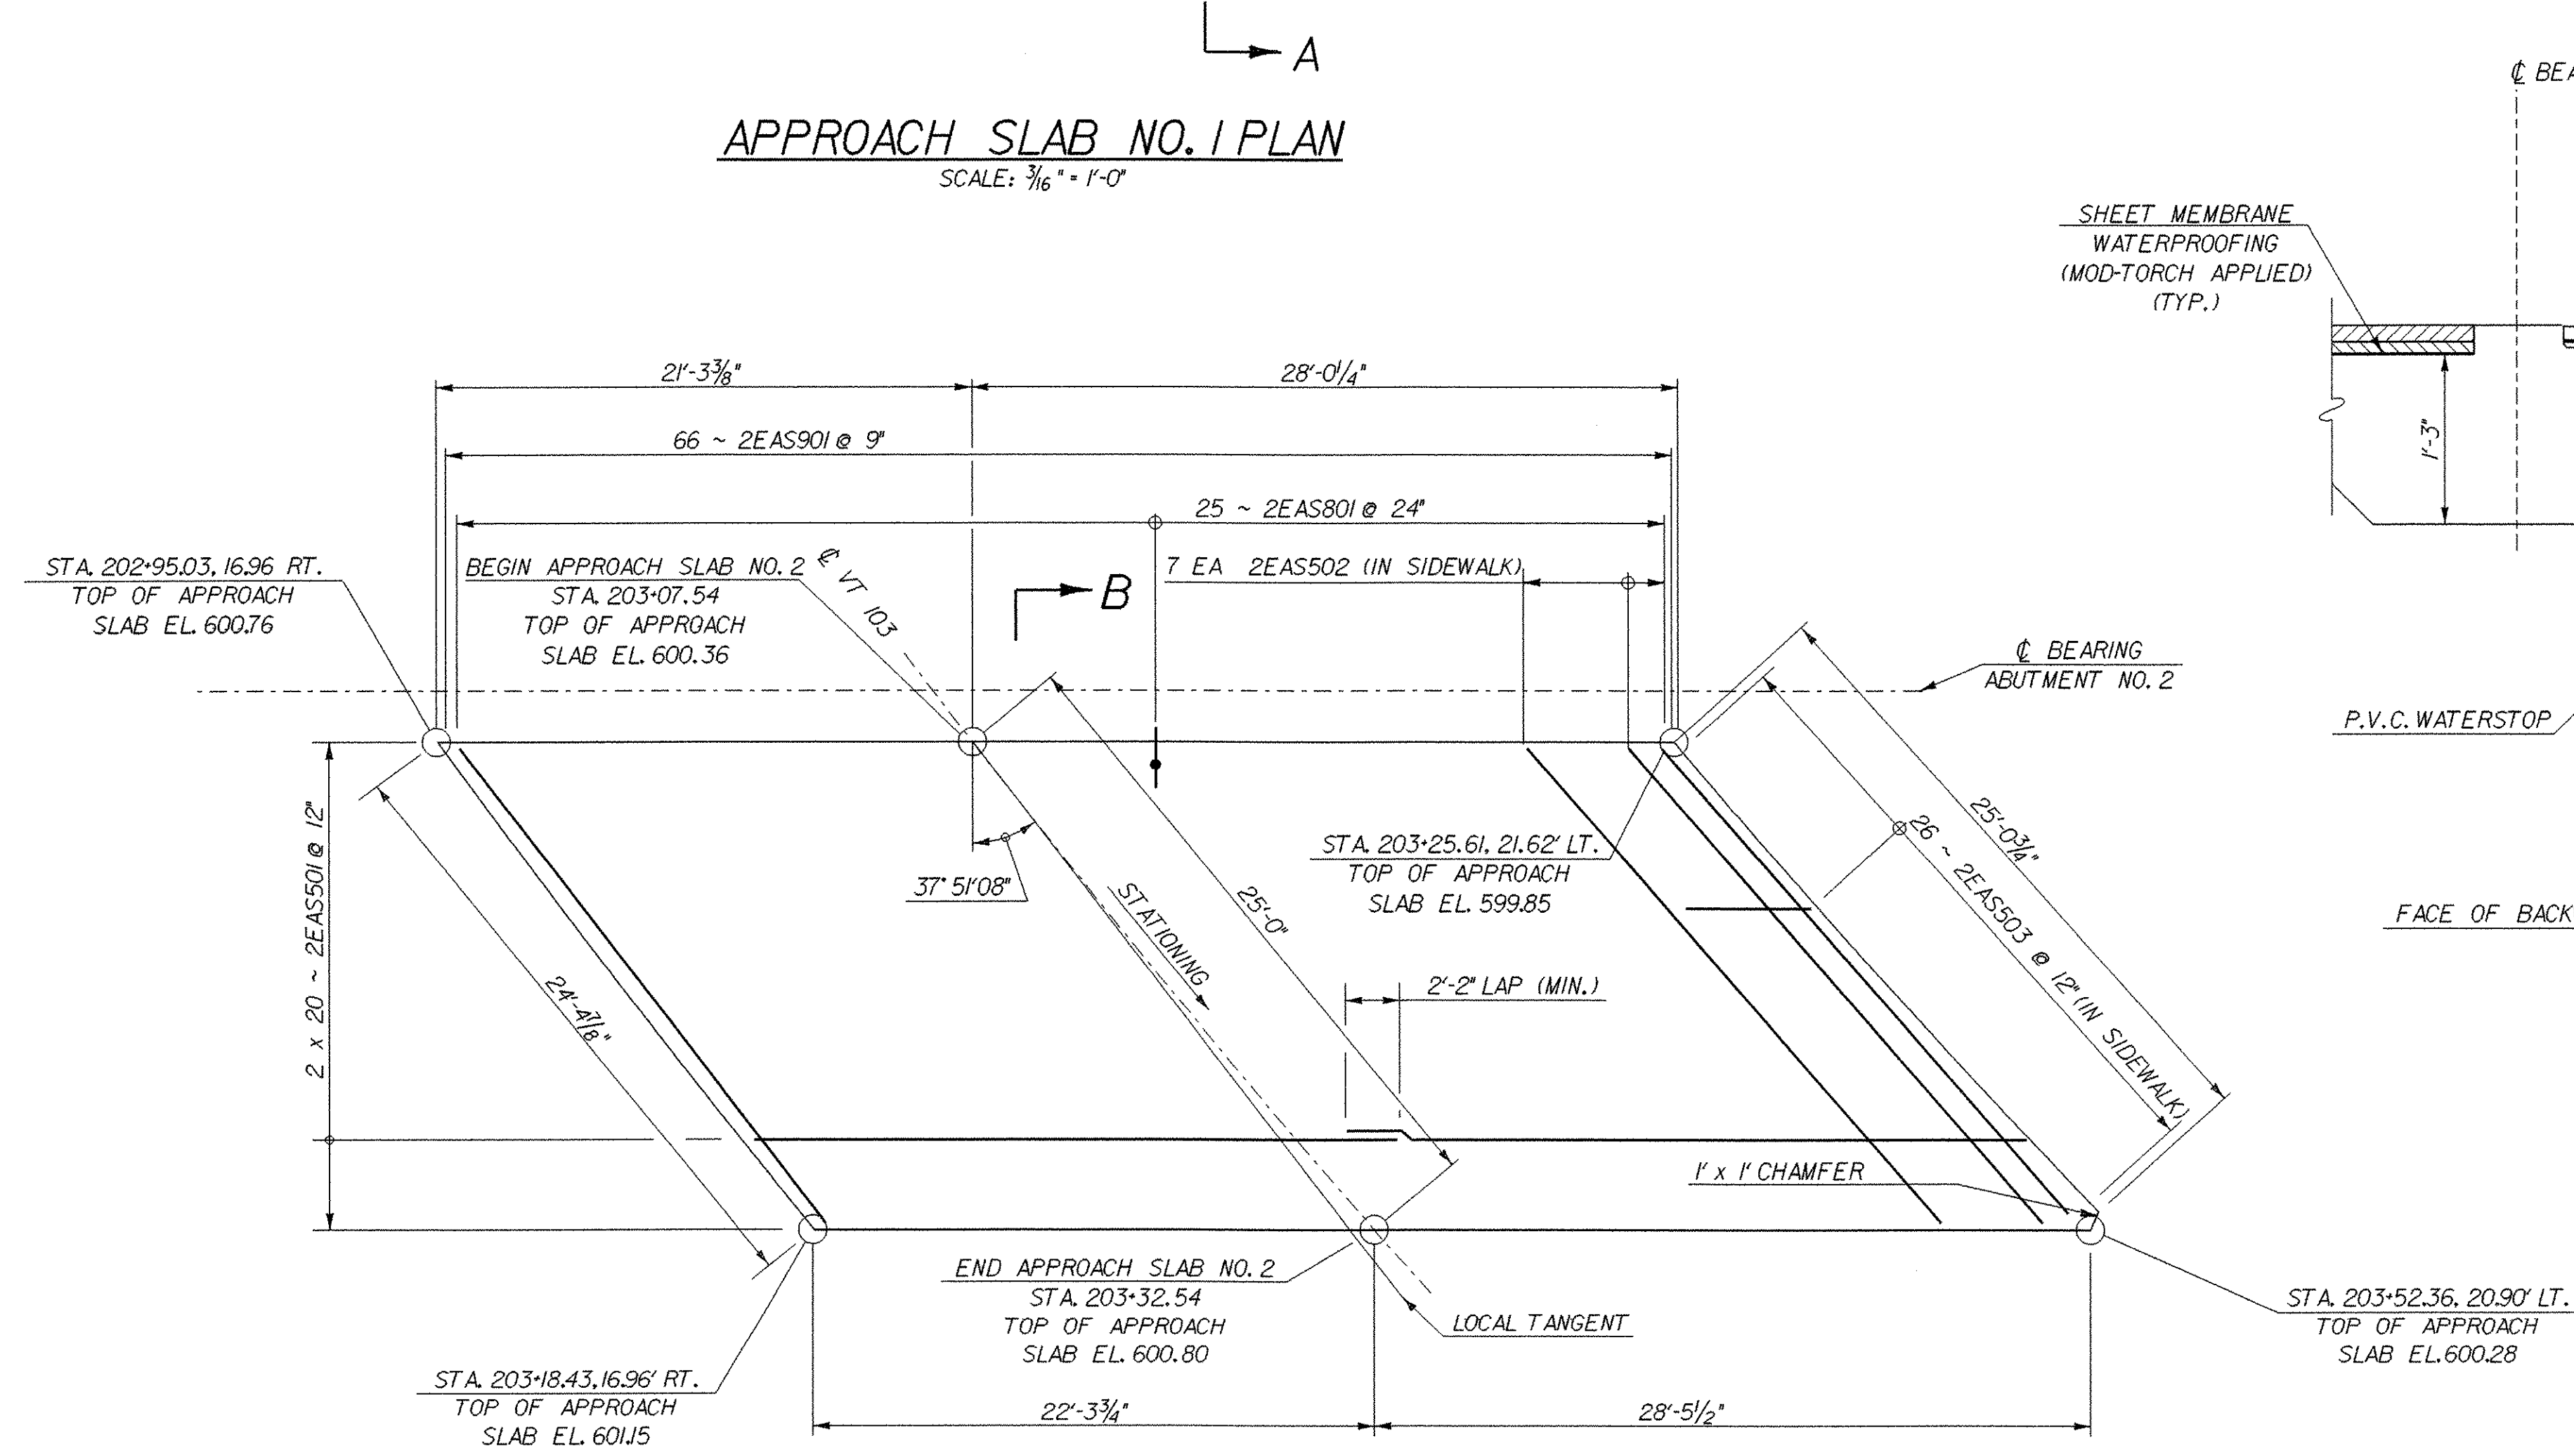 A
APPROACH SLAB NO. 1 PLAN
SCALE: 3/16" = 1'-0"
℄ BEA
SHEET MEMBRANE
WATERPROOFING
(MOD-TORCH APPLIED)
(TYP.)
1'-3"
21'-3 3/8"
28'-0 1/4"
66 ~ 2EAS901 @ 9"
25 ~ 2EAS801 @ 24"
7 EA 2EAS502 (IN SIDEWALK)
STA. 202+95.03, 16.96 RT.
TOP OF APPROACH
SLAB EL. 600.76
BEGIN APPROACH SLAB NO. 2
STA. 203+07.54
TOP OF APPROACH
SLAB EL. 600.36
℄ VT 103
B
℄ BEARING
ABUTMENT NO. 2
P.V.C. WATERSTOP
FACE OF BACK
2 x 20 ~ 2EAS501 @ 12"
24'-4 7/8"
37° 51'08"
STATIONING
25'-0"
STA. 203+25.61, 21.62' LT.
TOP OF APPROACH
SLAB EL. 599.85
25'-0 3/4"
26 ~ 2EAS503 @ 12" (IN SIDEWALK)
2'-2" LAP (MIN.)
1' x 1' CHAMFER
END APPROACH SLAB NO. 2
STA. 203+32.54
TOP OF APPROACH
SLAB EL. 600.80
LOCAL TANGENT
STA. 203+52.36, 20.90' LT.
TOP OF APPROACH
SLAB EL. 600.28
STA. 203+18.43, 16.96' RT.
TOP OF APPROACH
SLAB EL. 601.15
22'-3 3/4"
28'-5 1/2"